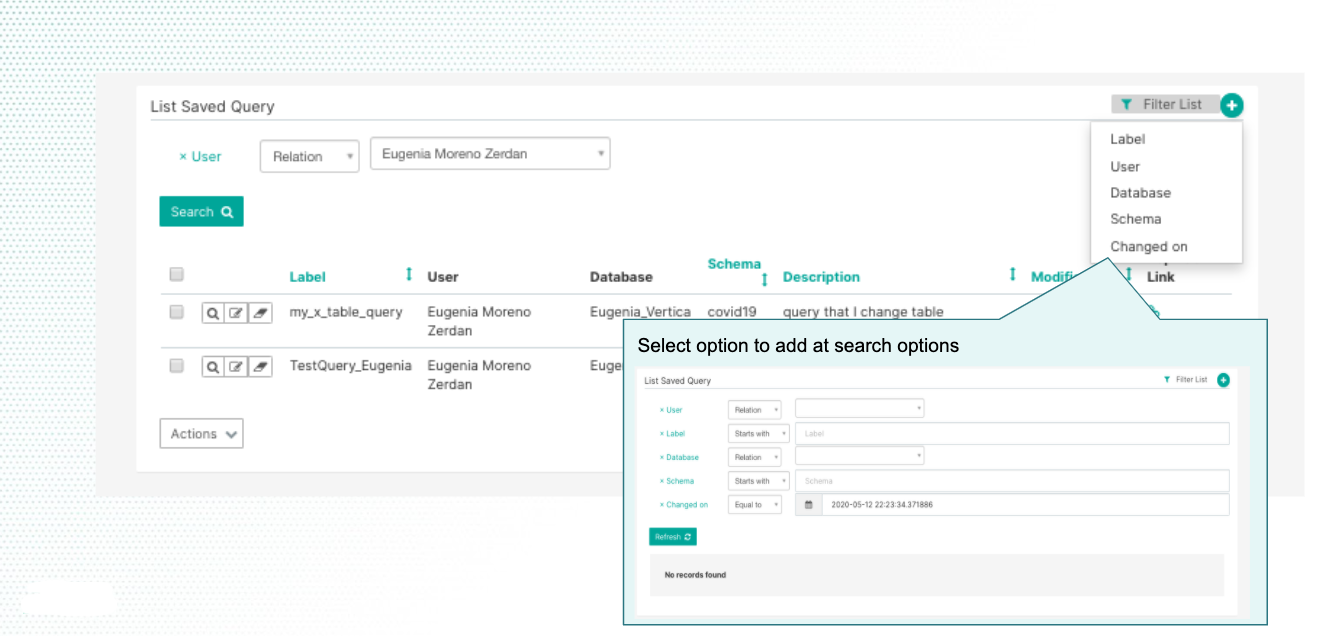 List Saved Query
Filter List
Label
User
Database
Schema
Changed on
× User Relation Eugenia Moreno Zerdan
Search
Label User Database Schema Description Link
my_x_table_query Eugenia Moreno Zerdan Eugenia_Vertica covid19 query that I change table
TestQuery_Eugenia Eugenia Moreno Zerdan
Actions
Select option to add at search options
List Saved Query Filter List
× User Relation
× Label Starts with Label
× Database Relation
× Schema Starts with Schema
× Changed on Equal to 2020-05-12 22:23:34.371886
Refresh
No records found